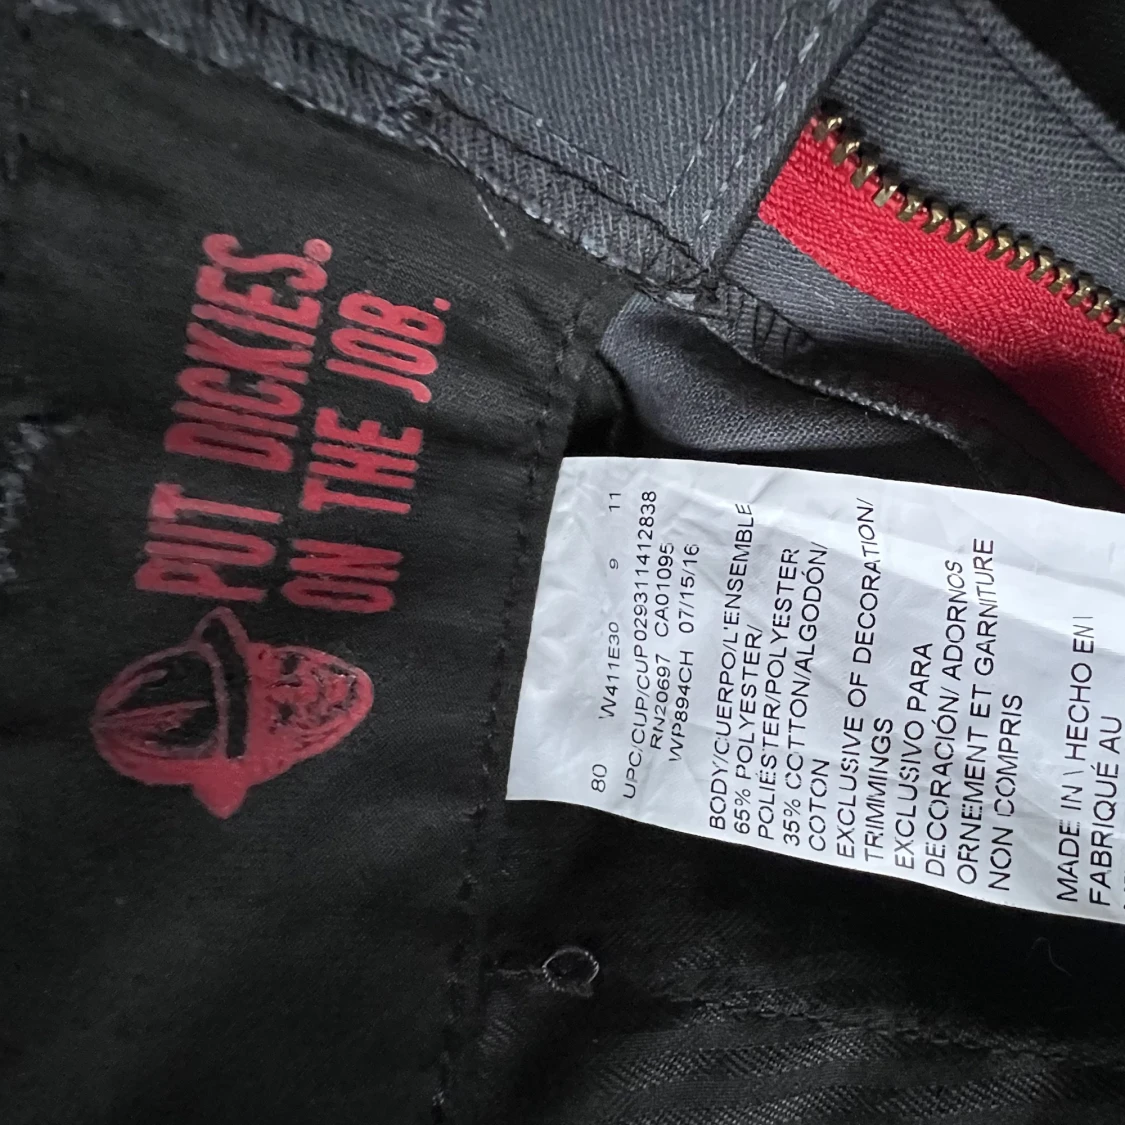 PUT DICKIES.
ON THE JOB.
80 W411E30 9 11
UPC/CUP/CUP029311412838
RN20697 CA01095
WP894CH 07/15/16
BODY/CUERPO/L'ENSEMBLE
65% POLYESTER/
POLIÉSTER/POLYESTER
35% COTTON/ALGODÓN/
COTON
EXCLUSIVE OF DECORATION/
TRIMMINGS
EXCLUSIVO PARA
DECORACIÓN/ ADORNOS
ORNEMENT ET GARNITURE
NON COMPRIS
MADE IN \ HECHO EN \
FABRIQUÉ AU